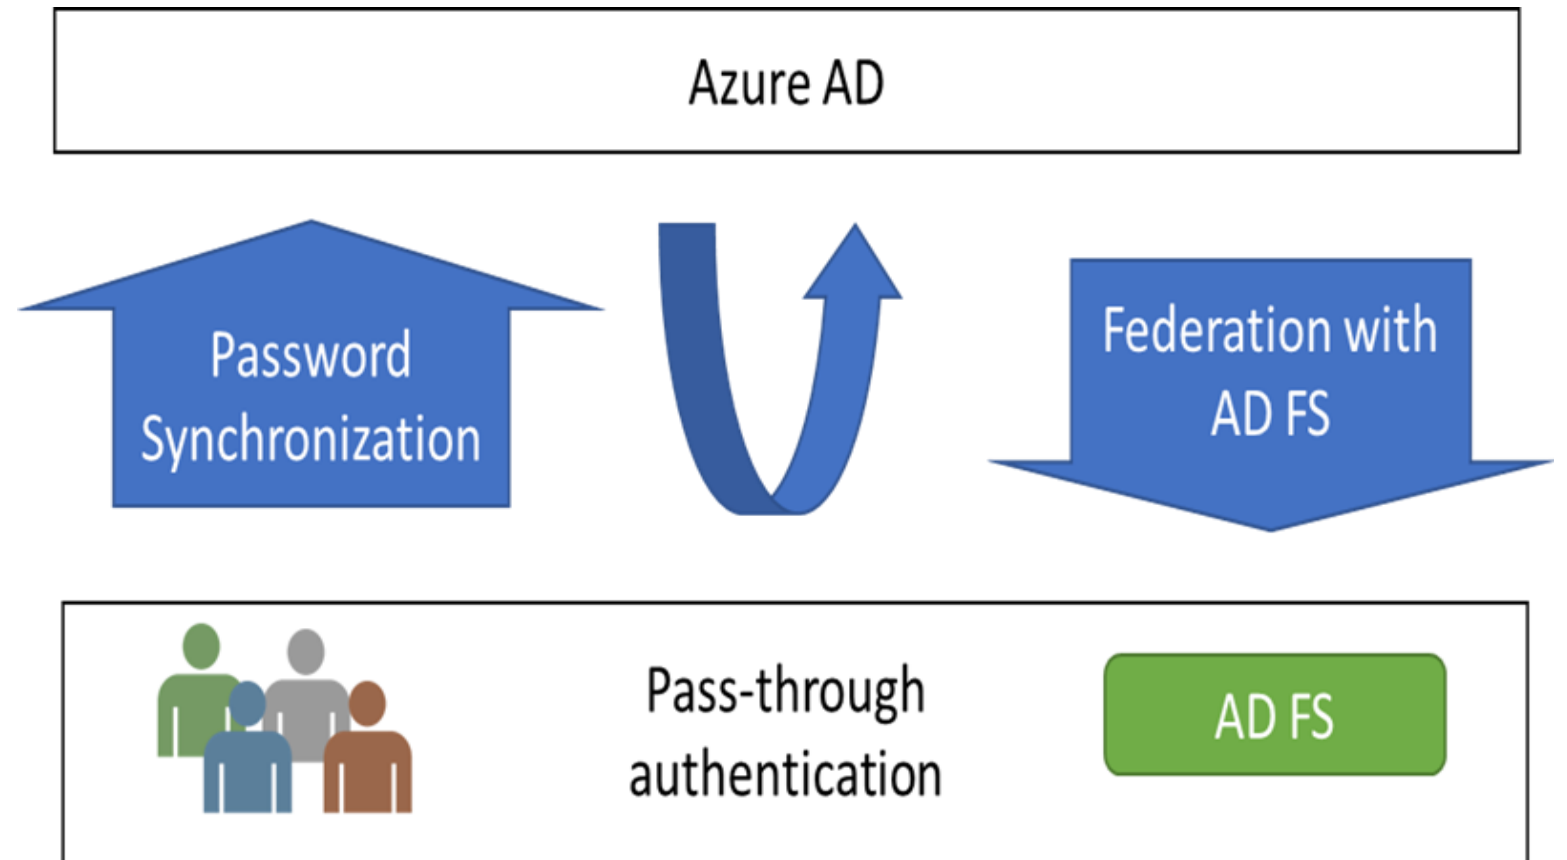 Azure AD
Password
Synchronization
Federation with
AD FS
Pass-through
authentication
AD FS